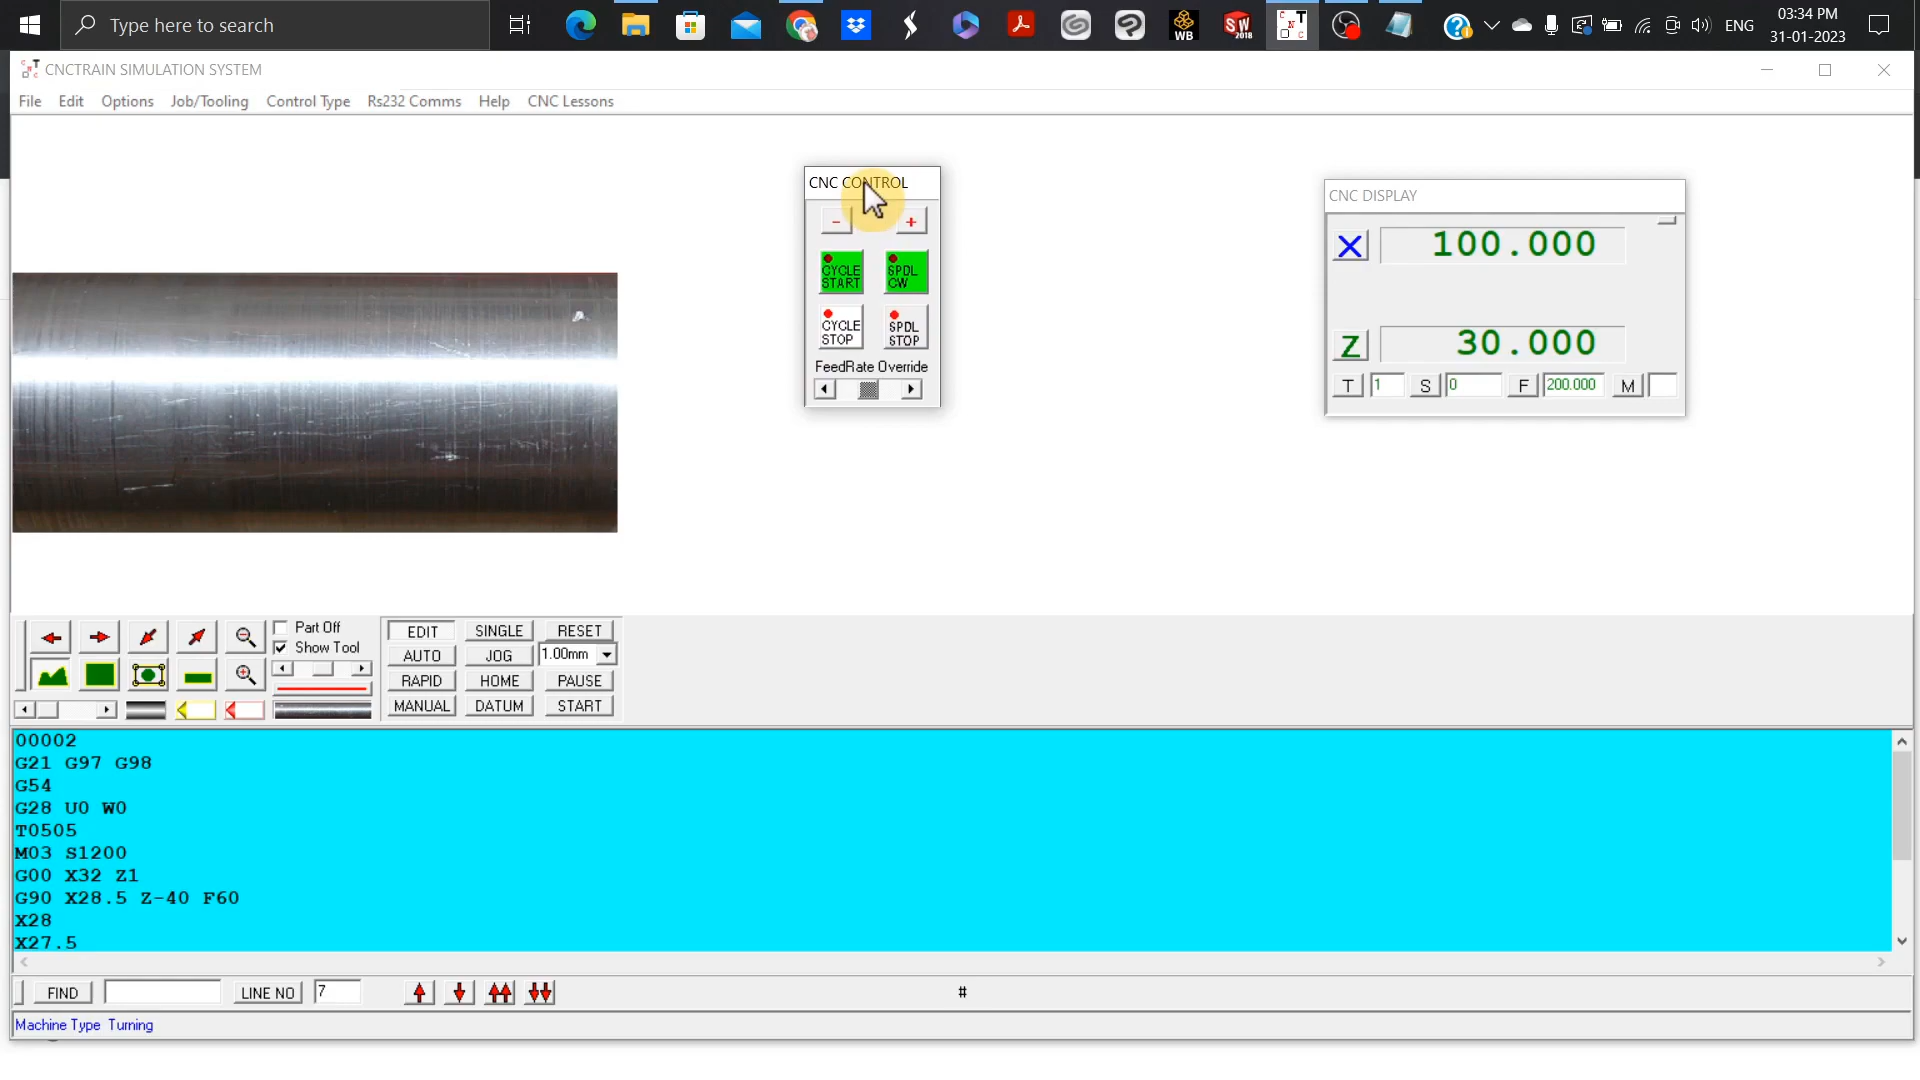 Type here to search
WB
SW
2018
C T
N
C
ENG
03:34 PM
31-01-2023
CNCTRAIN SIMULATION SYSTEM
File Edit Options Job/Tooling Control Type Rs232 Comms Help CNC Lessons
CNC CONTROL
- +
CYCLE START
SPDL CW
CYCLE STOP
SPDL STOP
FeedRate Override
CNC DISPLAY
X 100.000
Z 30.000
T 1 S 0 F 200.000 M
Part Off
Show Tool
EDIT SINGLE RESET
AUTO JOG 1.00mm
RAPID HOME PAUSE
MANUAL DATUM START
O0002
G21 G97 G98
G54
G28 U0 W0
T0505
M03 S1200
G00 X32 Z1
G90 X28.5 Z-40 F60
X28
X27.5
FIND LINE NO 7 #
Machine Type Turning